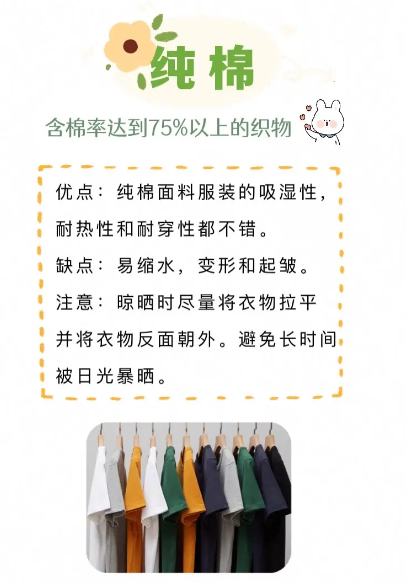 纯棉
含棉率达到75%以上的织物
优点：纯棉面料服装的吸湿性，
耐热性和耐穿性都不错。
缺点：易缩水，变形和起皱。
注意：晾晒时尽量将衣物拉平
并将衣物反面朝外。避免长时间
被日光暴晒。